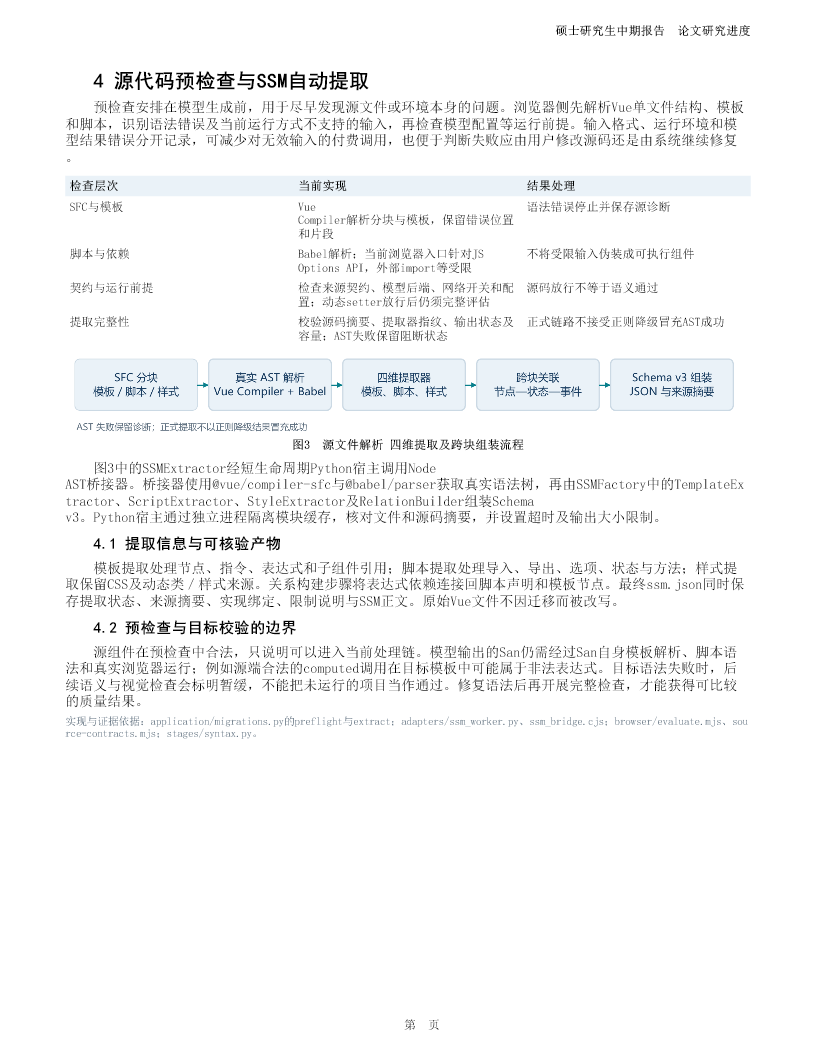 硕士研究生中期报告　论文研究进度
4 源代码预检查与SSM自动提取
预检查安排在模型生成前，用于尽早发现源文件或环境本身的问题。浏览器侧先解析Vue单文件结构、模板
和脚本，识别语法错误及当前运行方式不支持的输入，再检查模型配置等运行前提。输入格式、运行环境和模
型结果错误分开记录，可减少对无效输入的付费调用，也便于判断失败应由用户修改源码还是由系统继续修复
。
检查层次 当前实现 结果处理
SFC与模板 Vue 语法错误停止并保存源诊断
Compiler解析分块与模板，保留错误位置
和片段
脚本与依赖 Babel解析；当前浏览器入口针对JS 不将受限输入伪装成可执行组件
Options API，外部import等受限
契约与运行前提 检查来源契约、模型后端、网络开关和配 源码放行不等于语义通过
置；动态setter放行后仍须完整评估
提取完整性 校验源码摘要、提取器指纹、输出状态及 正式链路不接受正则降级冒充AST成功
容量；AST失败保留阻断状态
SFC 分块 真实 AST 解析 四维提取器 跨块关联 Schema v3 组装
模板 / 脚本 / 样式 Vue Compiler + Babel 模板、脚本、样式 节点—状态—事件 JSON 与来源摘要
AST 失败保留诊断；正式提取不以正则降级结果冒充成功
图3　源文件解析 四维提取及跨块组装流程
图3中的SSMExtractor经短生命周期Python宿主调用Node
AST桥接器。桥接器使用@vue/compiler-sfc与@babel/parser获取真实语法树，再由SSMFactory中的TemplateEx
tractor、ScriptExtractor、StyleExtractor及RelationBuilder组装Schema
v3。Python宿主通过独立进程隔离模块缓存，核对文件和源码摘要，并设置超时及输出大小限制。
4.1 提取信息与可核验产物
模板提取处理节点、指令、表达式和子组件引用；脚本提取处理导入、导出、选项、状态与方法；样式提
取保留CSS及动态类／样式来源。关系构建步骤将表达式依赖连接回脚本声明和模板节点。最终ssm.json同时保
存提取状态、来源摘要、实现绑定、限制说明与SSM正文。原始Vue文件不因迁移而被改写。
4.2 预检查与目标校验的边界
源组件在预检查中合法，只说明可以进入当前处理链。模型输出的San仍需经过San自身模板解析、脚本语
法和真实浏览器运行；例如源端合法的computed调用在目标模板中可能属于非法表达式。目标语法失败时，后
续语义与视觉检查会标明暂缓，不能把未运行的项目当作通过。修复语法后再开展完整检查，才能获得可比较
的质量结果。
实现与证据依据：application/migrations.py的preflight与extract；adapters/ssm_worker.py、ssm_bridge.cjs；browser/evaluate.mjs、sou
rce-contracts.mjs；stages/syntax.py。
第　页